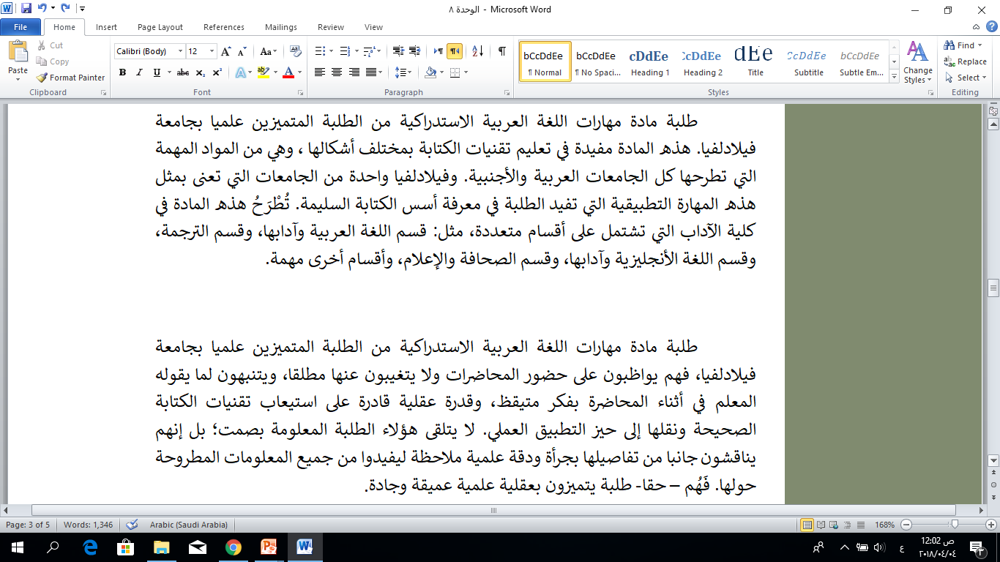 الوحدة ٨ - Microsoft Word
File Home Insert Page Layout References Mailings Review View
Paste
Cut
Copy
Format Painter
Clipboard
Calibri (Body) 12
Font
Paragraph
bCcDdEe bCcDdEe cDdEe cDdEe dEe cDdEe bCcDdEe
¶ Normal ¶ No Spaci... Heading 1 Heading 2 Title Subtitle Subtle Em...
Change Styles
Styles
Find
Replace
Select
Editing
طلبة مادة مهارات اللغة العربية الاستدراكية من الطلبة المتميزين علميا بجامعة
فيلادلفيا. هذه المادة مفيدة في تعليم تقنيات الكتابة بمختلف أشكالها ، وهي من المواد المهمة
التي تطرحها كل الجامعات العربية والأجنبية. وفيلادلفيا واحدة من الجامعات التي تعنى بمثل
هذه المهارة التطبيقية التي تفيد الطلبة في معرفة أسس الكتابة السليمة. تُطْرَحُ هذه المادة في
كلية الآداب التي تشتمل على أقسام متعددة، مثل: قسم اللغة العربية وآدابها، وقسم الترجمة،
وقسم اللغة الأنجليزية وآدابها، وقسم الصحافة والإعلام، وأقسام أخرى مهمة.
طلبة مادة مهارات اللغة العربية الاستدراكية من الطلبة المتميزين علميا بجامعة
فيلادلفيا، فهم يواظبون على حضور المحاضرات ولا يتغيبون عنها مطلقا، ويتنبهون لما يقوله
المعلم في أثناء المحاضرة بفكر متيقظ، وقدرة عقلية قادرة على استيعاب تقنيات الكتابة
الصحيحة ونقلها إلى حيز التطبيق العملي. لا يتلقى هؤلاء الطلبة المعلومة بصمت؛ بل إنهم
يناقشون جانبا من تفاصيلها بجرأة ودقة علمية ملاحظة ليفيدوا من جميع المعلومات المطروحة
حولها. فَهُم – حقا- طلبة يتميزون بعقلية علمية عميقة وجادة.
Page: 3 of 5 Words: 1,346 Arabic (Saudi Arabia) 168%
ع
12:02 ص
٢٠١٨/٠٤/٠٤
٣